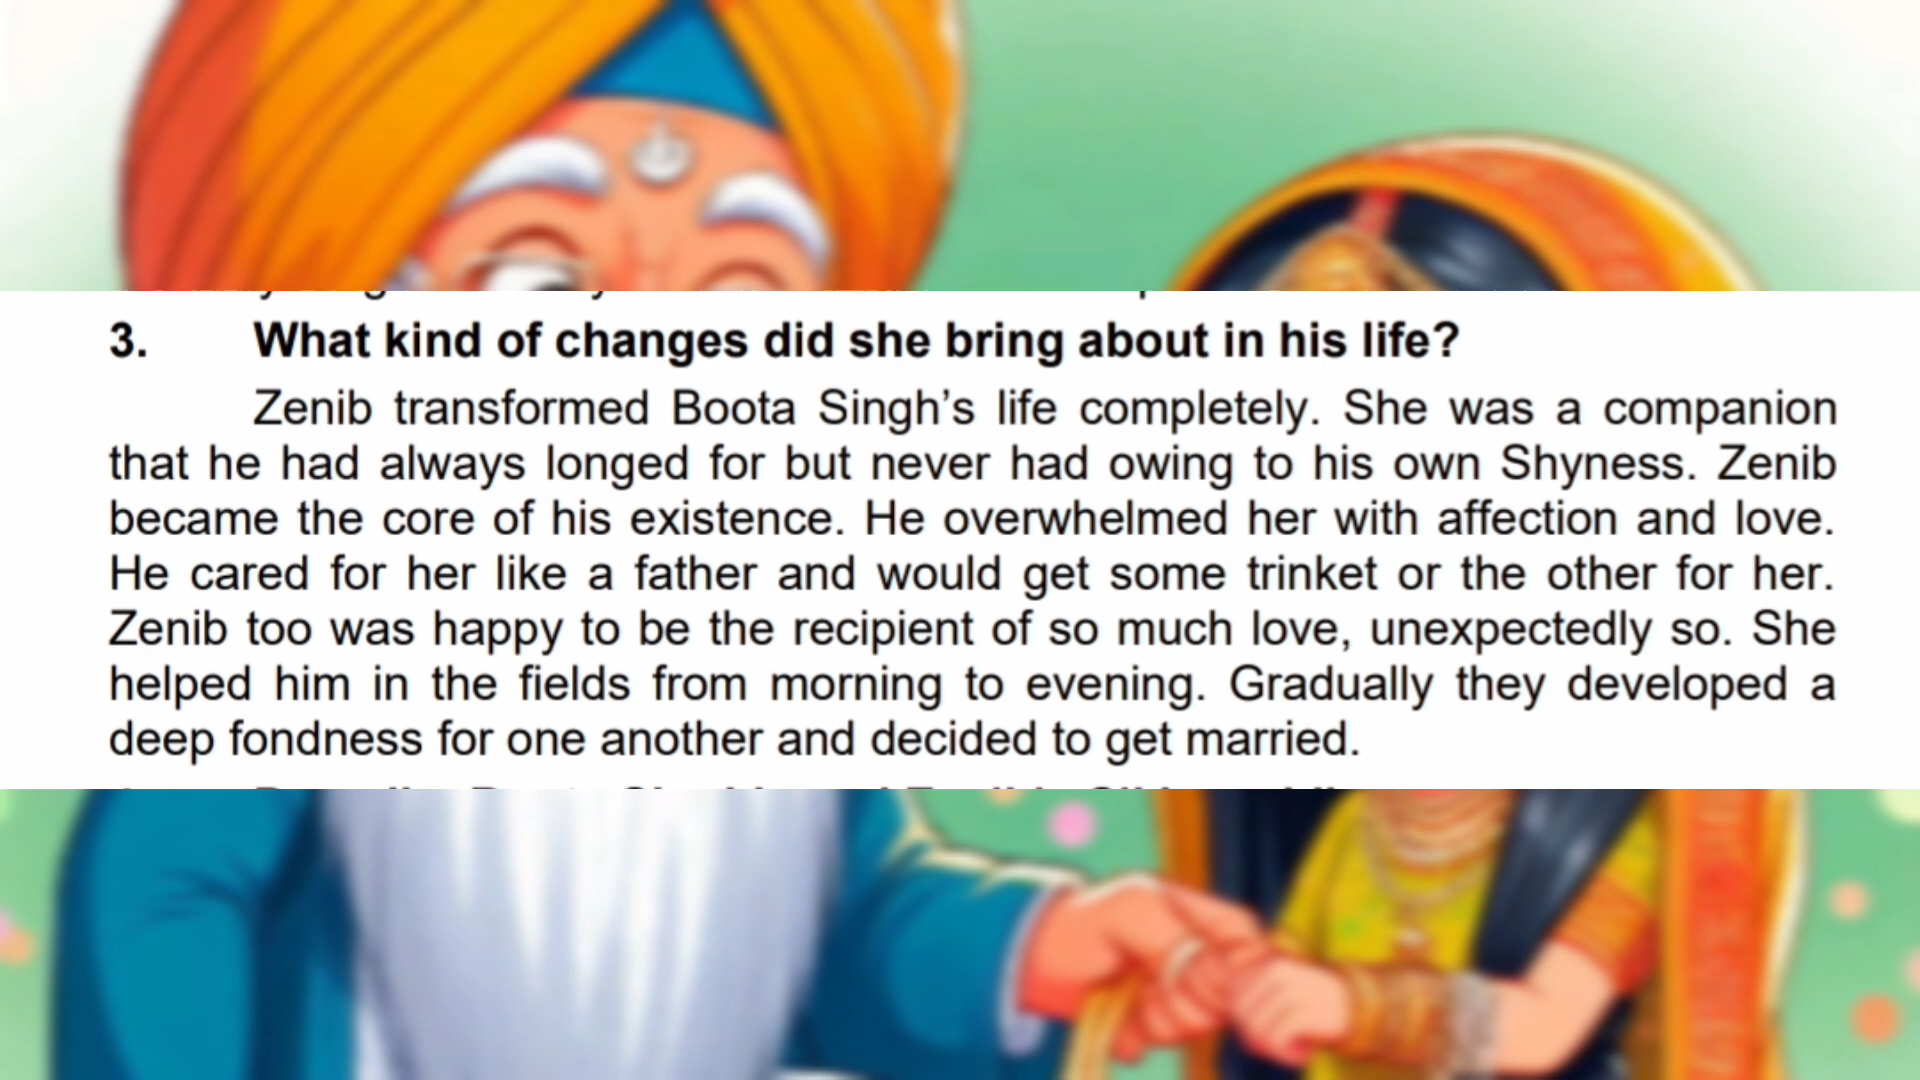 3. What kind of changes did she bring about in his life?
Zenib transformed Boota Singh’s life completely. She was a companion
that he had always longed for but never had owing to his own Shyness. Zenib
became the core of his existence. He overwhelmed her with affection and love.
He cared for her like a father and would get some trinket or the other for her.
Zenib too was happy to be the recipient of so much love, unexpectedly so. She
helped him in the fields from morning to evening. Gradually they developed a
deep fondness for one another and decided to get married.